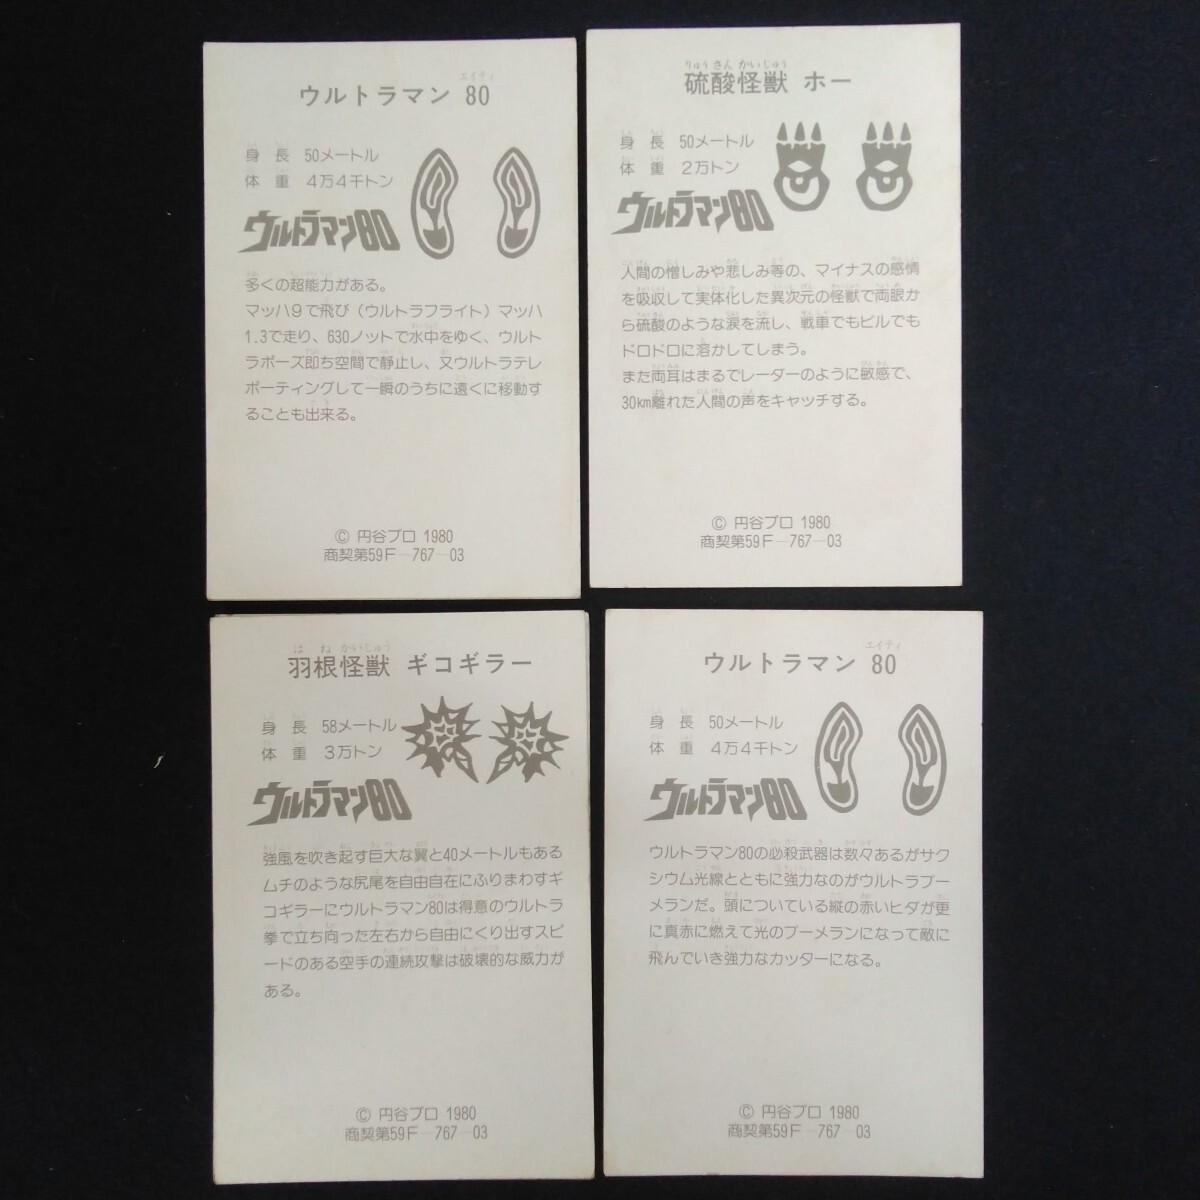 エイティ
ウルトラマン 80
身長 50メートル
体重 4万4千トン
ウルトラマン80
多くの超能力がある。
マッハ9で飛び（ウルトラフライト）マッハ
1.3で走り、630ノットで水中をゆく、ウルト
ラポーズ即ち空間で静止し、又ウルトラテレ
ポーティングして一瞬のうちに遠くに移動す
ることも出来る。
© 円谷プロ 1980
商契第59F-767-03
りゅうさんかいじゅう
硫酸怪獣 ホー
身長 50メートル
体重 2万トン
ウルトラマン80
人間の憎しみや悲しみ等の、マイナスの感情
を吸収して実体化した異次元の怪獣で両眼か
ら硫酸のような涙を流し、戦車でもビルでも
ドロドロに溶かしてしまう。
また両耳はまるでレーダーのように敏感で、
30km離れた人間の声をキャッチする。
© 円谷プロ 1980
商契第59F-767-03
はねかいじゅう
羽根怪獣 ギコギラー
身長 58メートル
体重 3万トン
ウルトラマン80
強風を吹き起す巨大な翼と40メートルもある
ムチのような尻尾を自由自在にふりまわすギ
コギラーにウルトラマン80は得意のウルトラ
拳で立ち向った左右から自由にくり出すスピ
ードのある空手の連続攻撃は破壊的な威力が
ある。
© 円谷プロ 1980
商契第59F-767-03
エイティ
ウルトラマン 80
身長 50メートル
体重 4万4千トン
ウルトラマン80
ウルトラマン80の必殺武器は数々あるがサク
シウム光線とともに強力なのがウルトラブー
メランだ。頭についている縦の赤いヒダが更
に真赤に燃えて光のブーメランになって敵に
飛んでいき強力なカッターになる。
© 円谷プロ 1980
商契第59F-767-03